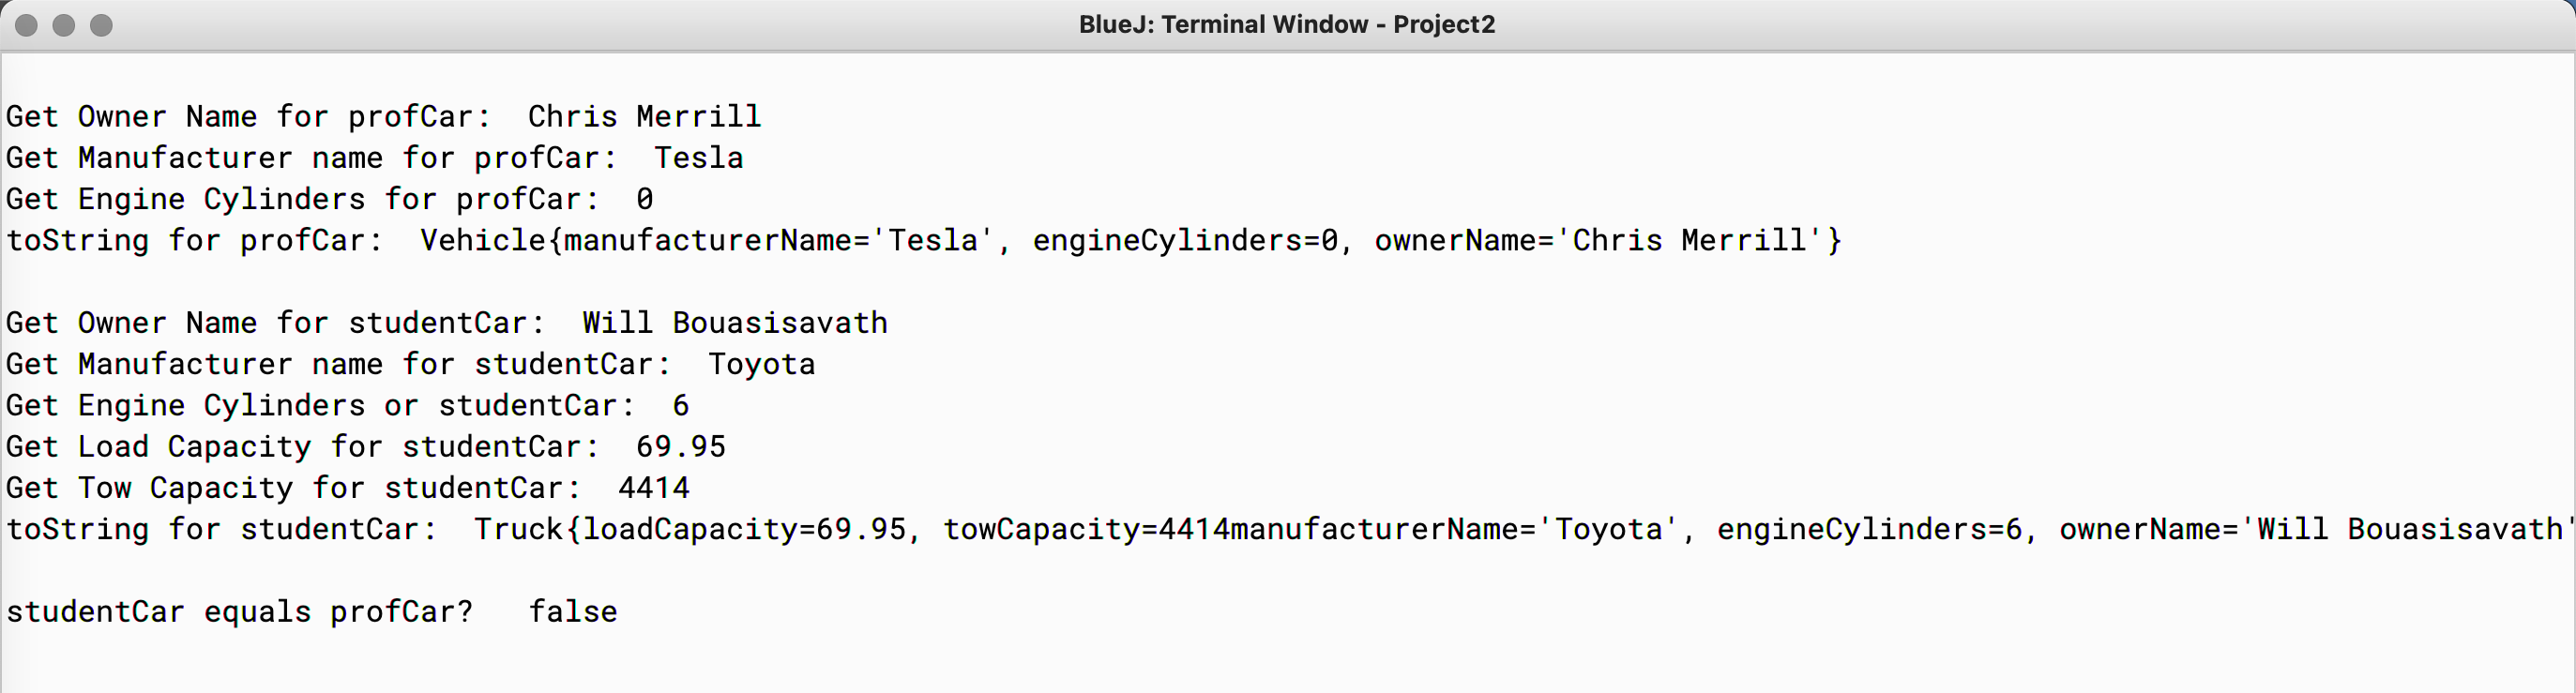 BlueJ: Terminal Window - Project2
Get Owner Name for profCar:  Chris Merrill
Get Manufacturer name for profCar:  Tesla
Get Engine Cylinders for profCar:  0
toString for profCar:  Vehicle{manufacturerName='Tesla', engineCylinders=0, ownerName='Chris Merrill'}
Get Owner Name for studentCar:  Will Bouasisavath
Get Manufacturer name for studentCar:  Toyota
Get Engine Cylinders or studentCar:  6
Get Load Capacity for studentCar:  69.95
Get Tow Capacity for studentCar:  4414
toString for studentCar:  Truck{loadCapacity=69.95, towCapacity=4414manufacturerName='Toyota', engineCylinders=6, ownerName='Will Bouasisavath'
studentCar equals profCar?   false